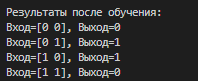 Результаты после обучения:
Вход=[0 0], Выход=0
Вход=[0 1], Выход=1
Вход=[1 0], Выход=1
Вход=[1 1], Выход=0